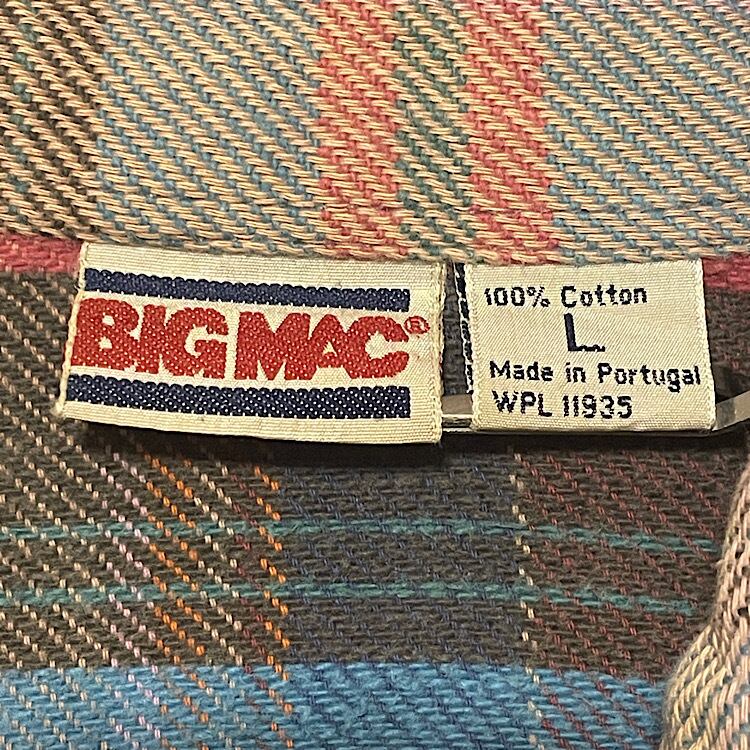 BIG MAC®
100% Cotton
L
Made in Portugal
WPL 11935